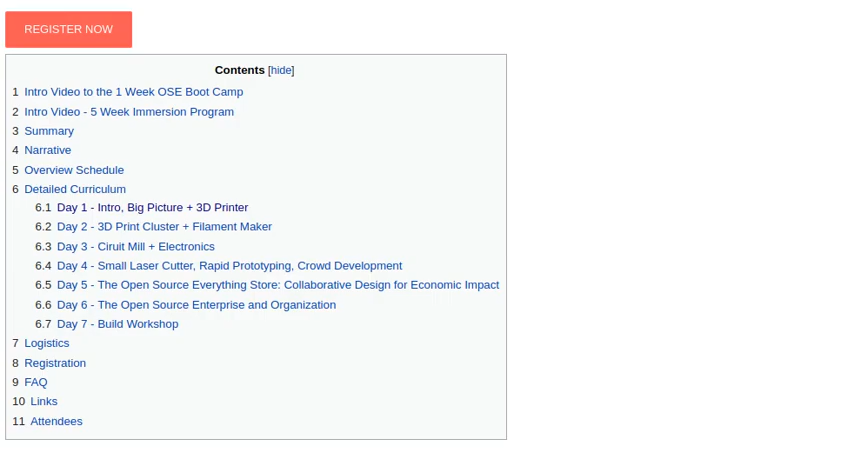 REGISTER NOW
Contents [hide]
1 Intro Video to the 1 Week OSE Boot Camp
2 Intro Video - 5 Week Immersion Program
3 Summary
4 Narrative
5 Overview Schedule
6 Detailed Curriculum
6.1 Day 1 - Intro, Big Picture + 3D Printer
6.2 Day 2 - 3D Print Cluster + Filament Maker
6.3 Day 3 - Ciruit Mill + Electronics
6.4 Day 4 - Small Laser Cutter, Rapid Prototyping, Crowd Development
6.5 Day 5 - The Open Source Everything Store: Collaborative Design for Economic Impact
6.6 Day 6 - The Open Source Enterprise and Organization
6.7 Day 7 - Build Workshop
7 Logistics
8 Registration
9 FAQ
10 Links
11 Attendees